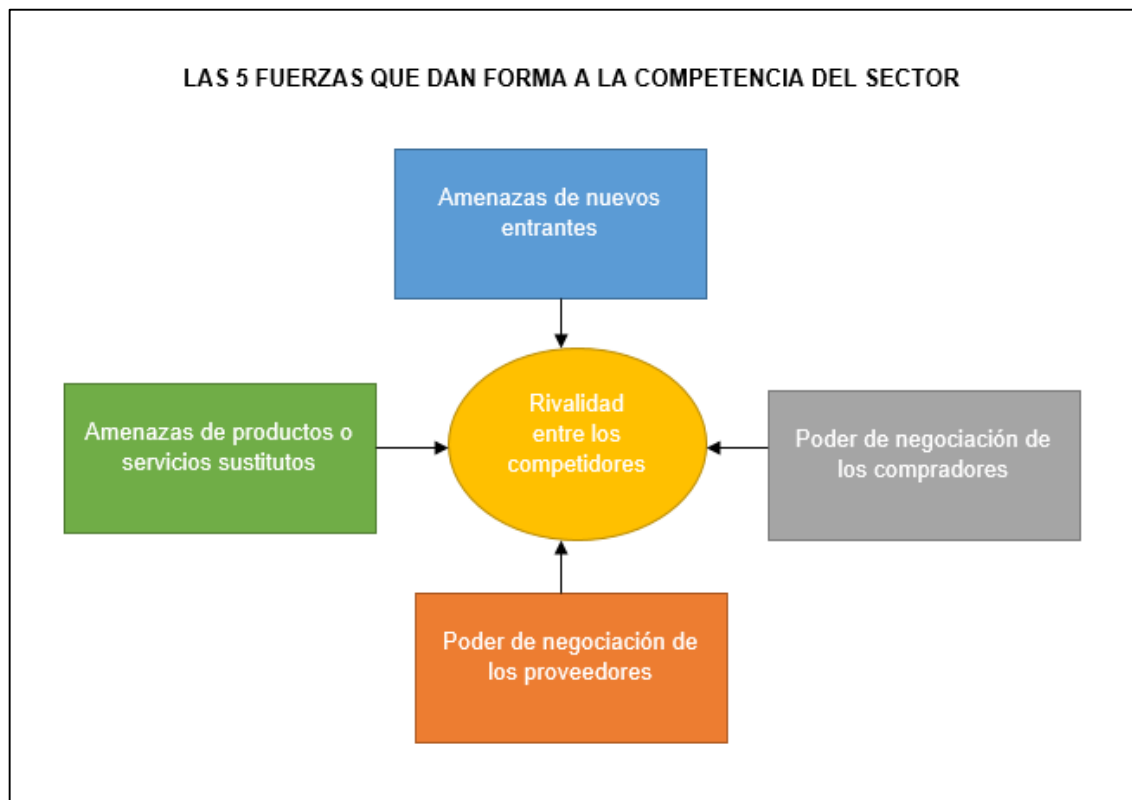 LAS 5 FUERZAS QUE DAN FORMA A LA COMPETENCIA DEL SECTOR
Amenazas de nuevos
entrantes
Amenazas de productos o
servicios sustitutos
Rivalidad
entre los
competidores
Poder de negociación de
los compradores
Poder de negociación de
los proveedores